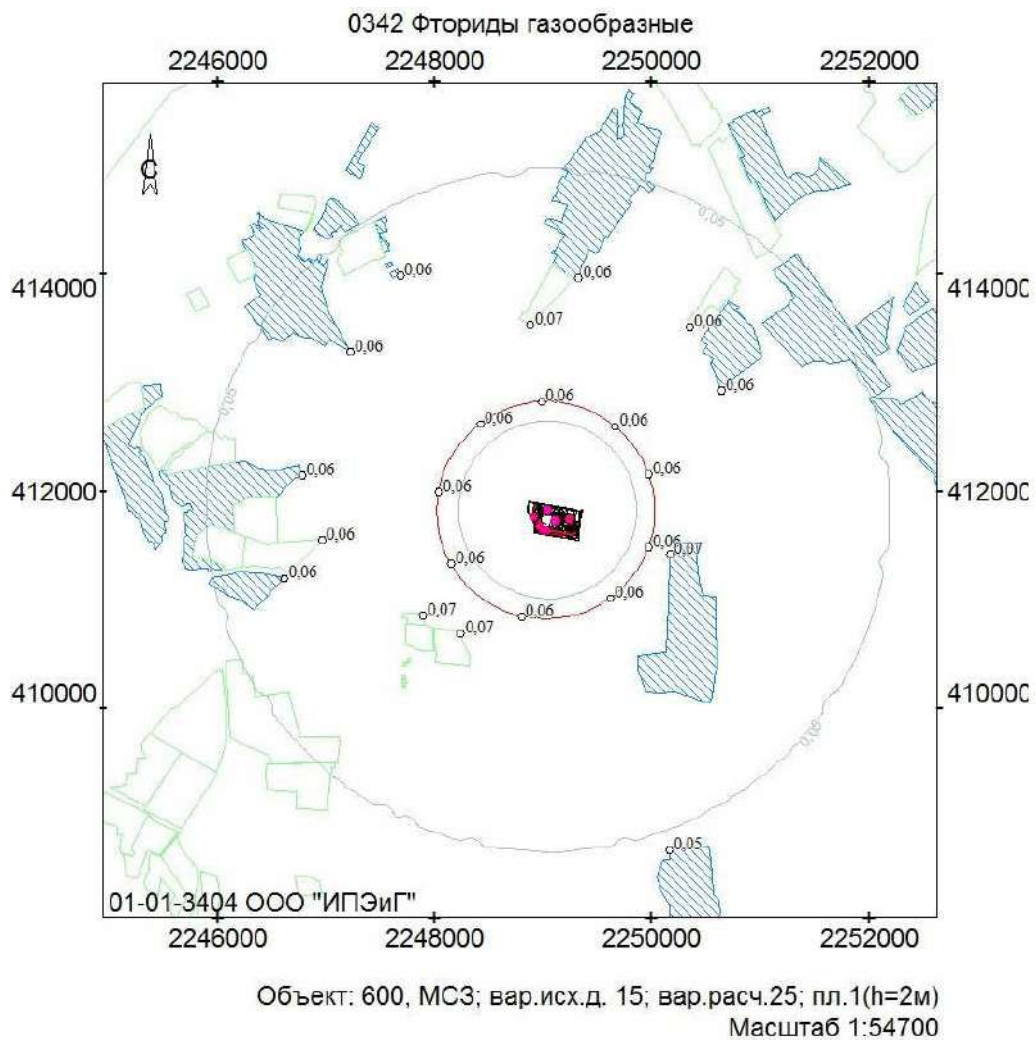 0342 Фториды газообразные
2246000 2248000 2250000 2252000
С
0,05
414000 0,06 0,06 414000
0,07 0,06
0,06
0,06
0,05 0,06
0,06 0,06
0,06 0,06
412000 0,06 412000
0,06 0,06 0,07
0,06 0,06
0,06
0,07 0,06
0,07
410000 410000
0,05
0,05
01-01-3404 ООО "ИПЭиГ"
2246000 2248000 2250000 2252000
Объект: 600, МСЗ; вар.исх.д. 15; вар.расч.25; пл.1(h=2м)
Масштаб 1:54700